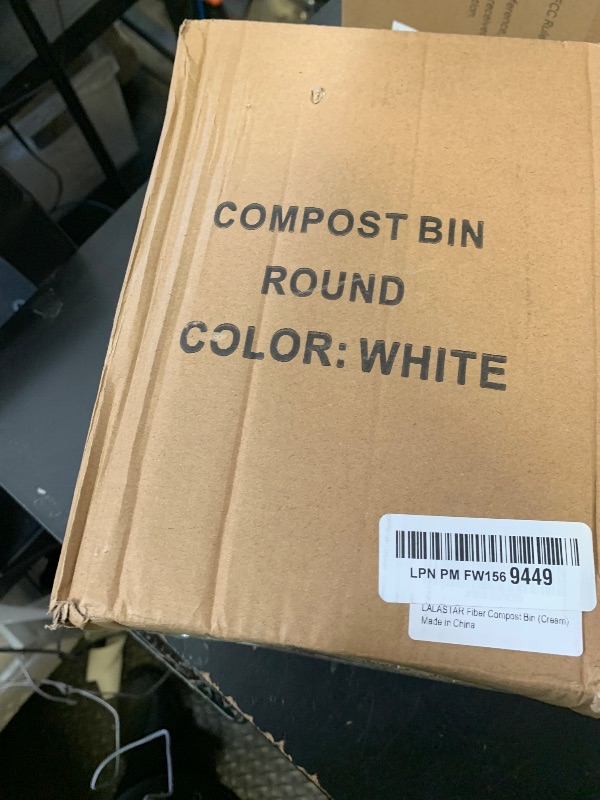 COMPOST BIN
ROUND
COLOR: WHITE
LPN PM FW156 9449
LALASTAR Fiber Compost Bin (Cream)
Made in China